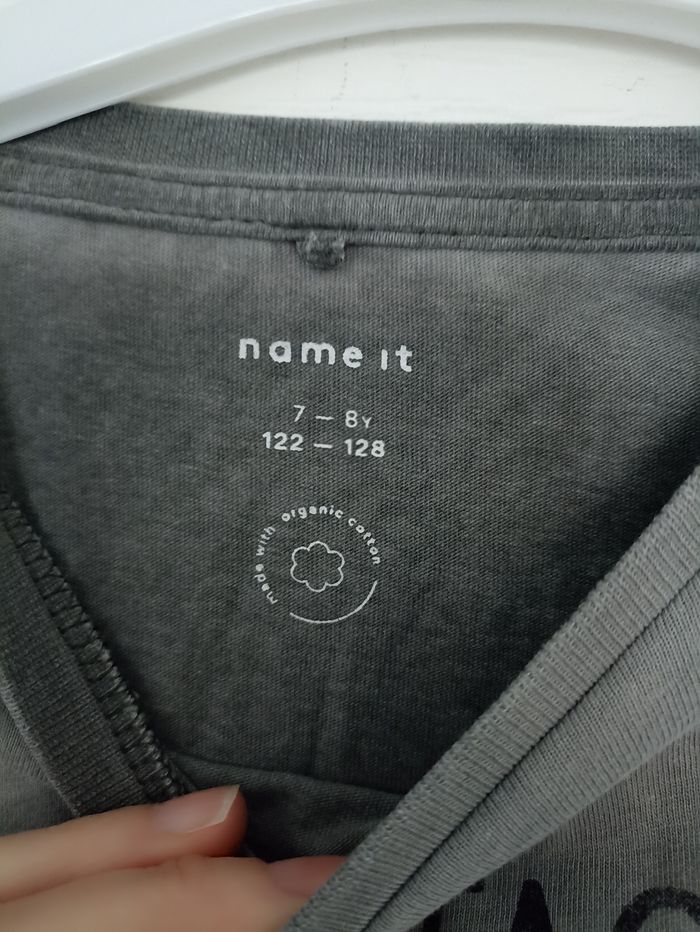 name it
7 – 8Y
122 – 128
made with organic cotton